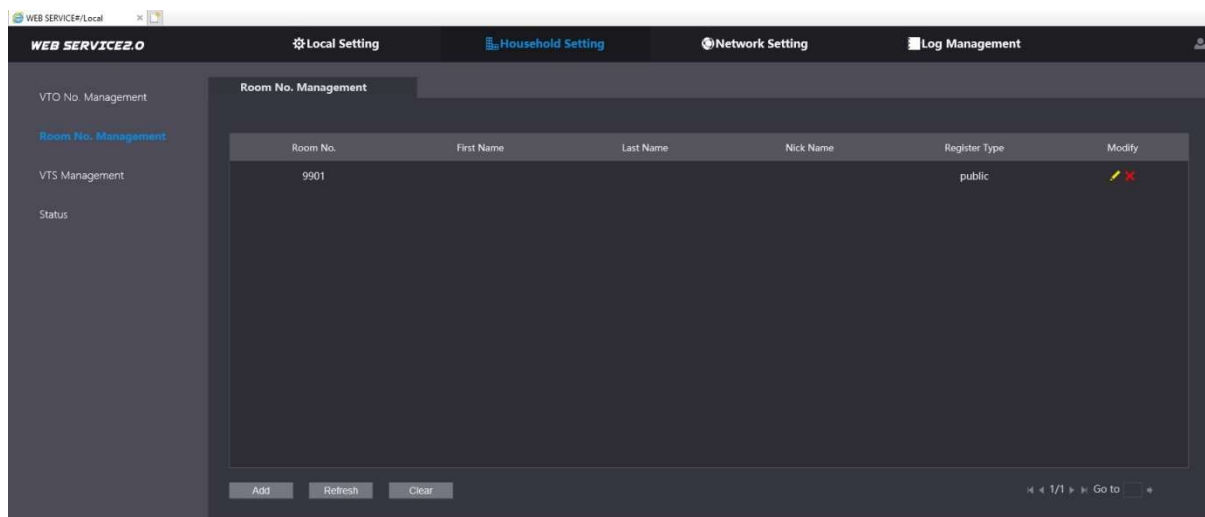 WEB SERVICE#/Local
WEB SERVICE2.0
Local Setting
Household Setting
Network Setting
Log Management
VTO No. Management
Room No. Management
VTS Management
Status
Room No. Management
Room No. First Name Last Name Nick Name Register Type Modify
9901 public
Add Refresh Clear
1/1 Go to